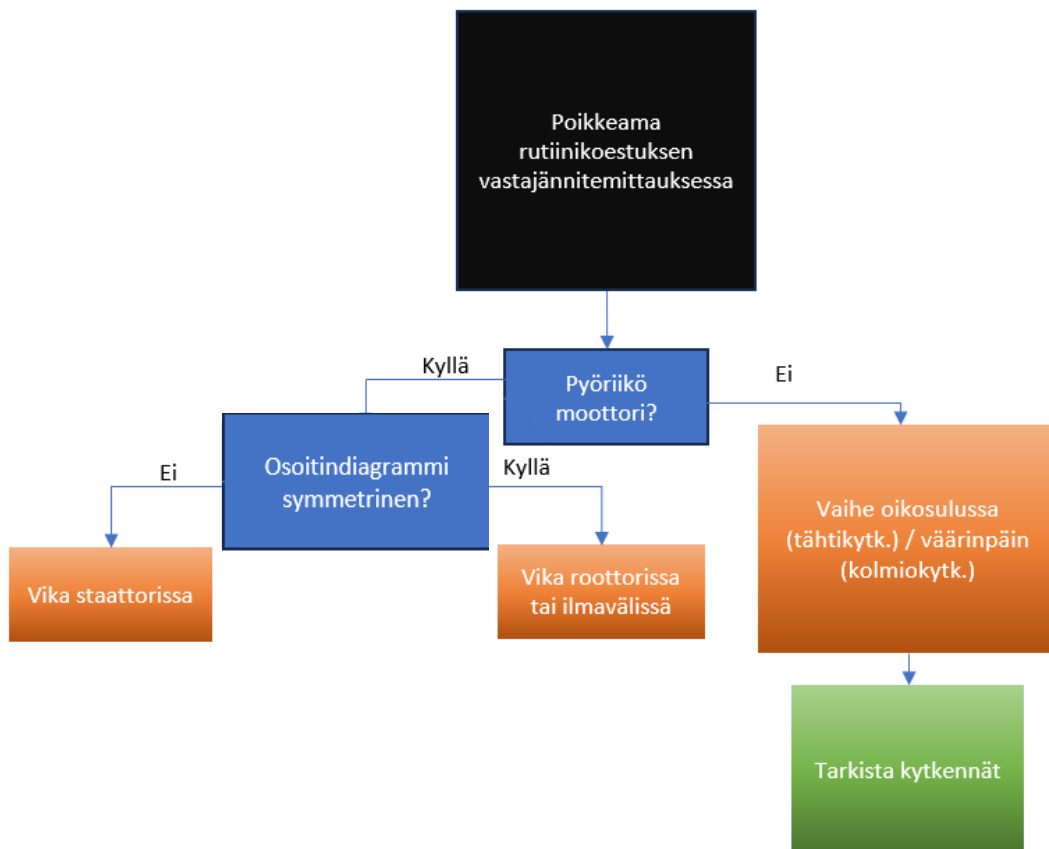 Poikkeama
rutiinikoestuksen
vastajännitemittauksessa
Kyllä
Pyöriikö
moottori?
Ei
Ei
Osoitindiagrammi
symmetrinen?
Kyllä
Vaihe oikosulussa
(tähtikytk.) / väärinpäin
(kolmiokytk.)
Vika staattorissa
Vika roottorissa
tai ilmavälissä
Tarkista kytkennät